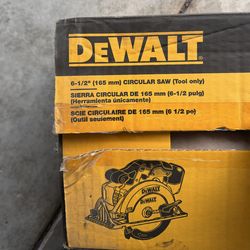 DEWALT
6-1/2" (165 mm) CIRCULAR SAW (Tool only)
SIERRA CIRCULAR DE 165 mm (6-1/2 pulg)
(Herramienta únicamente)
SCIE CIRCULAIRE DE 165 mm (6 1/2 po)
(Outil seulement)
DEWALT